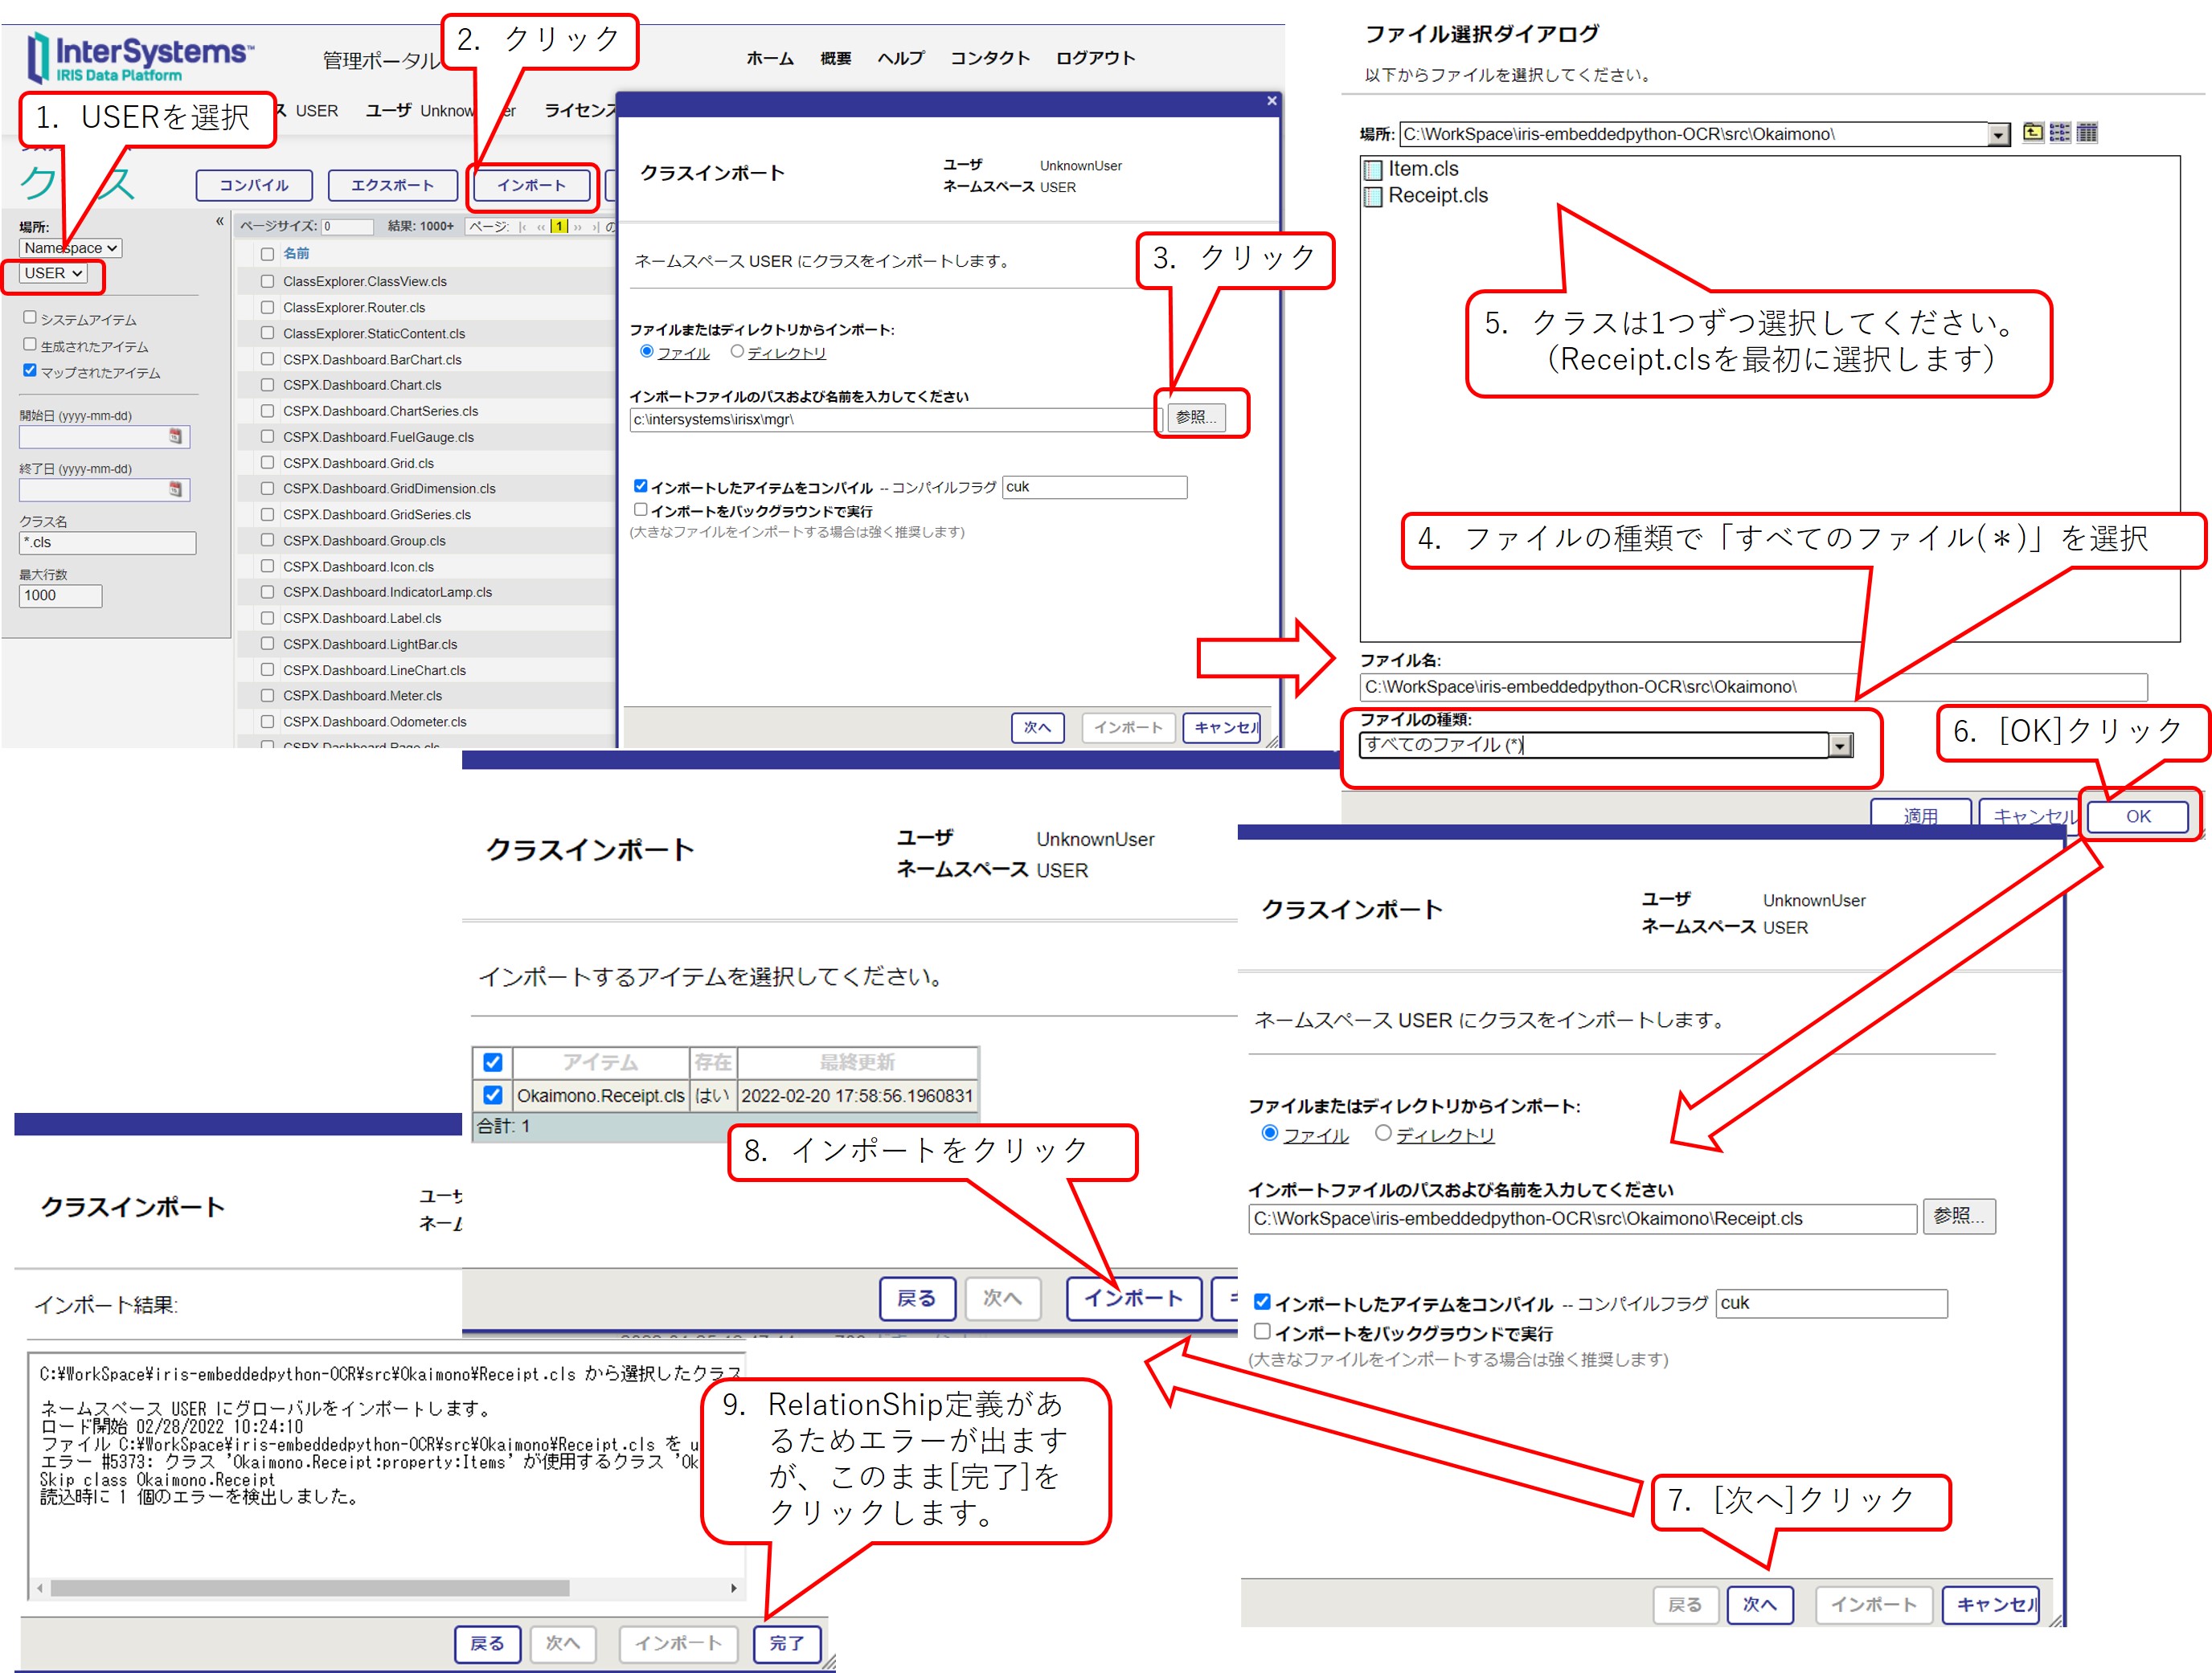 InterSystems™
IRIS Data Platform
管理ポータル
ホーム 概要 ヘルプ コンタクト ログアウト
2. クリック
1. USERを選択
USER ユーザ Unknow er ライセンス
ク ス
コンパイル エクスポート インポート
場所:
Namespace
USER
システムアイテム
生成されたアイテム
マップされたアイテム
開始日 (yyyy-mm-dd)
終了日 (yyyy-mm-dd)
クラス名
*.cls
最大行数
1000
«
ページサイズ: 0 結果: 1000+ ページ: |‹ ‹‹ 1 ›› ›| の
名前
ClassExplorer.ClassView.cls
ClassExplorer.Router.cls
ClassExplorer.StaticContent.cls
CSPX.Dashboard.BarChart.cls
CSPX.Dashboard.Chart.cls
CSPX.Dashboard.ChartSeries.cls
CSPX.Dashboard.FuelGauge.cls
CSPX.Dashboard.Grid.cls
CSPX.Dashboard.GridDimension.cls
CSPX.Dashboard.GridSeries.cls
CSPX.Dashboard.Group.cls
CSPX.Dashboard.Icon.cls
CSPX.Dashboard.IndicatorLamp.cls
CSPX.Dashboard.Label.cls
CSPX.Dashboard.LightBar.cls
CSPX.Dashboard.LineChart.cls
CSPX.Dashboard.Meter.cls
CSPX.Dashboard.Odometer.cls
CSPX.Dashboard.Page.cls
×
クラスインポート
ユーザ UnknownUser
ネームスペース USER
ネームスペース USER にクラスをインポートします。
3. クリック
ファイルまたはディレクトリからインポート:
ファイル ディレクトリ
インポートファイルのパスおよび名前を入力してください
c:\intersystems\irisx\mgr\ 参照...
インポートしたアイテムをコンパイル -- コンパイルフラグ cuk
インポートをバックグラウンドで実行
(大きなファイルをインポートする場合は強く推奨します)
次へ インポート キャンセル
ファイル選択ダイアログ
以下からファイルを選択してください。
場所: C:\WorkSpace\iris-embeddedpython-OCR\src\Okaimono\
Item.cls
Receipt.cls
5. クラスは1つずつ選択してください。
(Receipt.clsを最初に選択します)
4. ファイルの種類で「すべてのファイル(*)」を選択
ファイル名:
C:\WorkSpace\iris-embeddedpython-OCR\src\Okaimono\
ファイルの種類:
すべてのファイル (*)
6. [OK]クリック
適用 キャンセル OK
クラスインポート
ユーザ UnknownUser
ネームスペース USER
ネームスペース USER にクラスをインポートします。
ファイルまたはディレクトリからインポート:
ファイル ディレクトリ
インポートファイルのパスおよび名前を入力してください
C:\WorkSpace\iris-embeddedpython-OCR\src\Okaimono\Receipt.cls 参照...
インポートしたアイテムをコンパイル -- コンパイルフラグ cuk
インポートをバックグラウンドで実行
(大きなファイルをインポートする場合は強く推奨します)
7. [次へ]クリック
戻る 次へ インポート キャンセル
クラスインポート
ユーザ UnknownUser
ネームスペース USER
インポートするアイテムを選択してください。
アイテム 存在 最終更新
Okaimono.Receipt.cls はい 2022-02-20 17:58:56.1960831
合計: 1
8. インポートをクリック
戻る 次へ インポート キ
クラスインポート
ユーザ
ネーム
インポート結果:
C:¥WorkSpace¥iris-embeddedpython-OCR¥src¥Okaimono¥Receipt.cls から選択したクラス
ネームスペース USER にグローバルをインポートします。
ロード開始 02/28/2022 10:24:10
ファイル C:¥WorkSpace¥iris-embeddedpython-OCR¥src¥Okaimono¥Receipt.cls を u
エラー #5373: クラス 'Okaimono.Receipt:property:Items' が使用するクラス 'Ok
Skip class Okaimono.Receipt
読込時に 1 個のエラーを検出しました。
9. RelationShip定義があ
るためエラーが出ます
が、このまま[完了]を
クリックします。
戻る 次へ インポート 完了